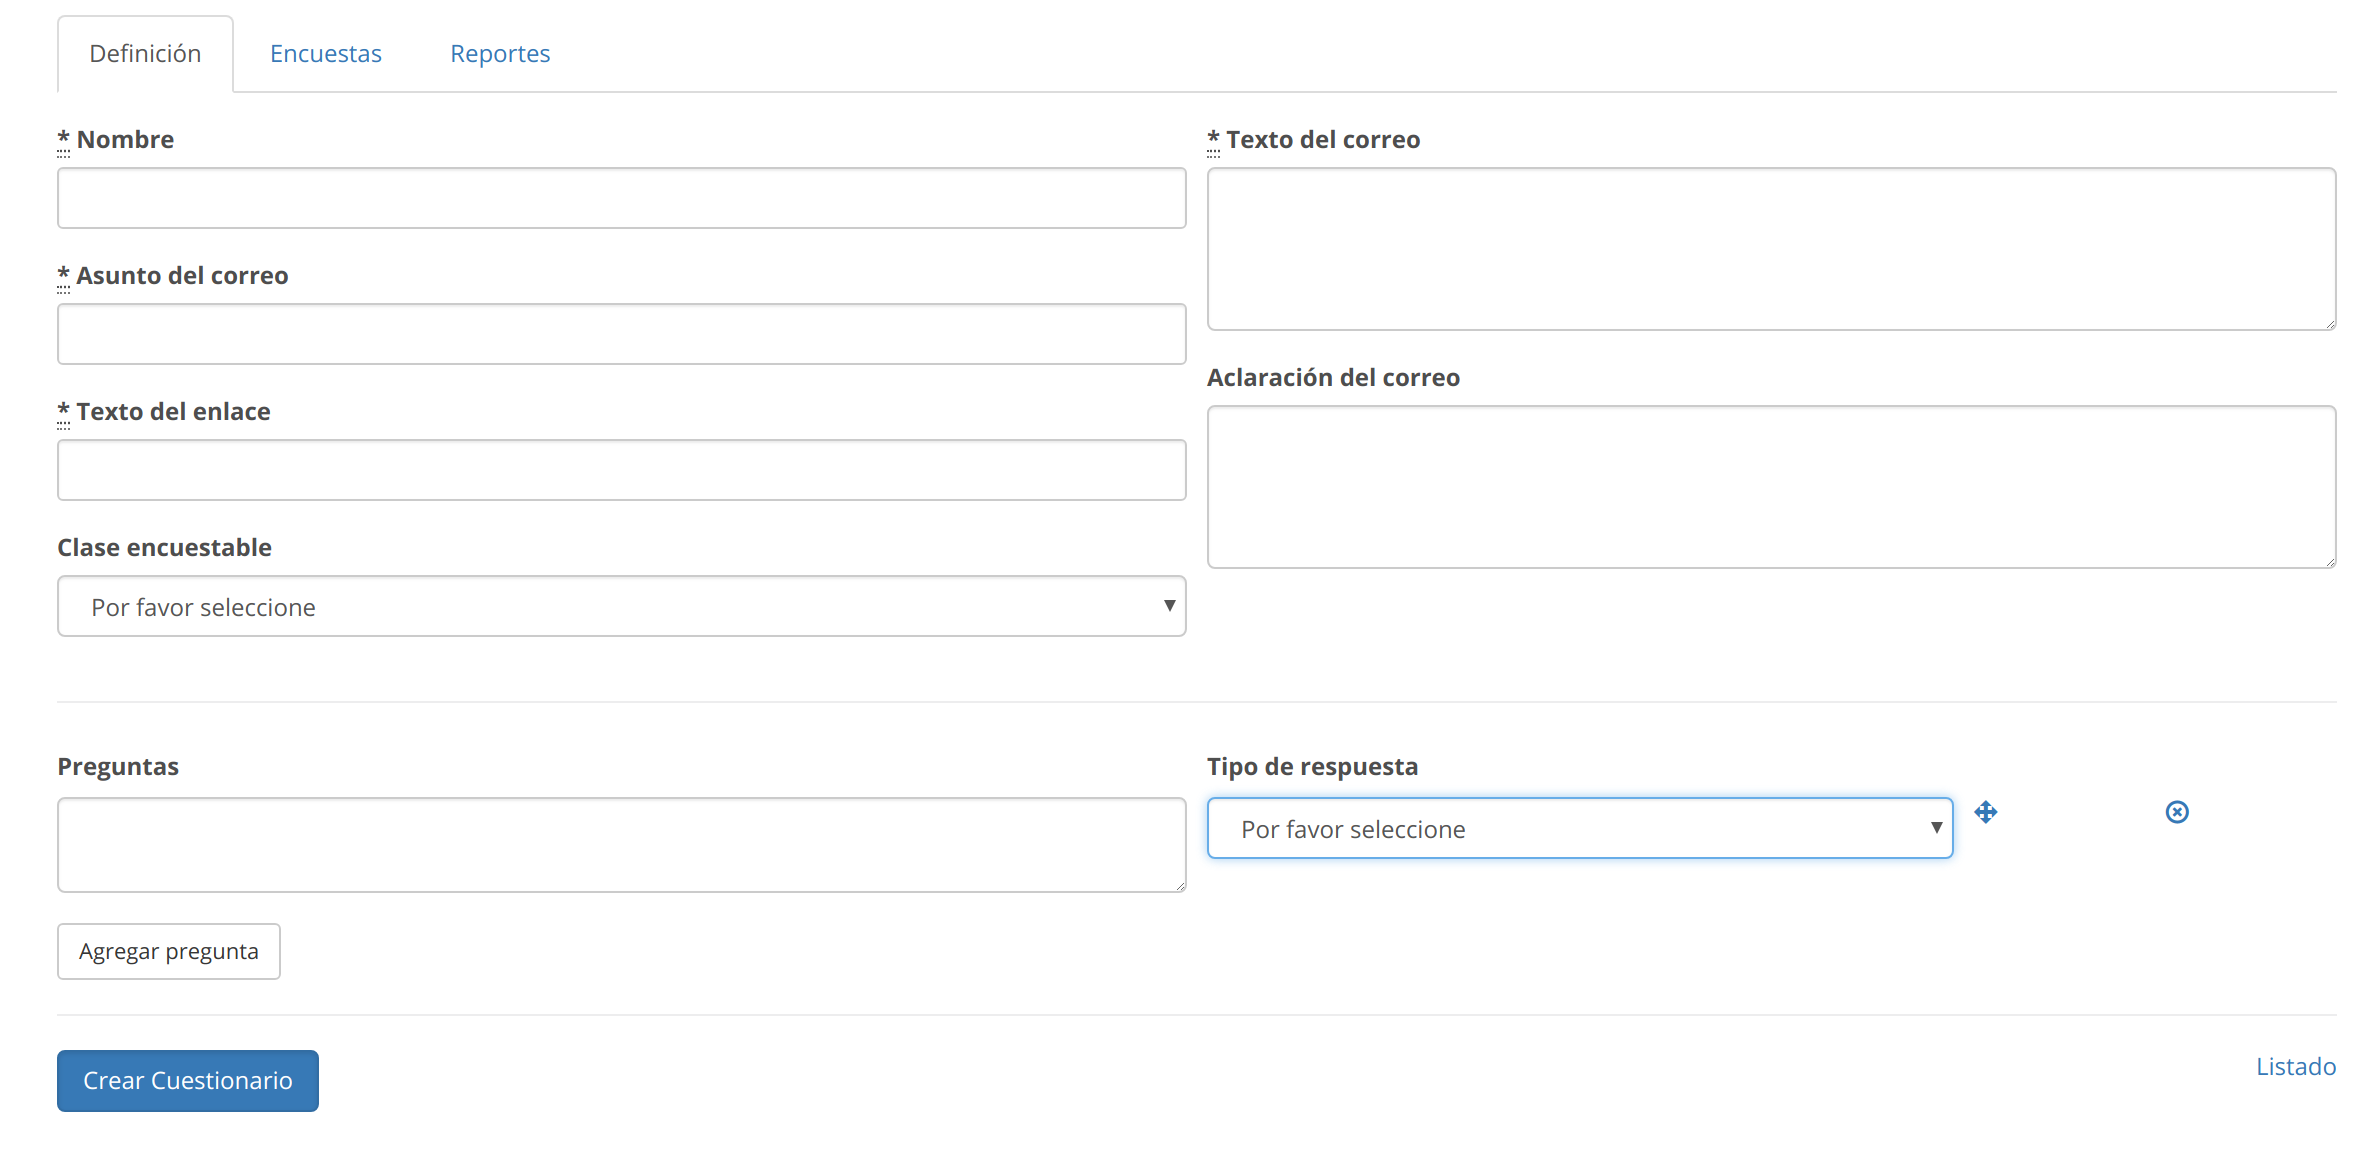 Definición
Encuestas
Reportes
* Nombre
* Asunto del correo
* Texto del enlace
Clase encuestable
Por favor seleccione
* Texto del correo
Aclaración del correo
Preguntas
Tipo de respuesta
Por favor seleccione
Agregar pregunta
Crear Cuestionario
Listado